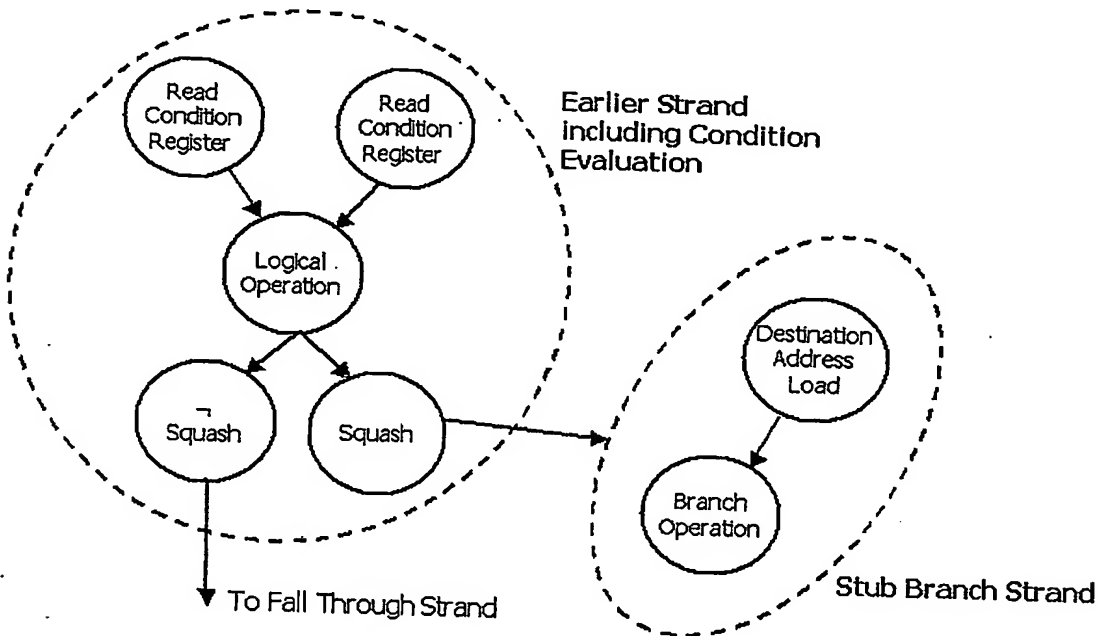 Read
Condition
Register
Read
Condition
Register
Earlier Strand
including Condition
Evaluation
Logical
Operation
¬
Squash
Squash
Destination
Address
Load
Branch
Operation
To Fall Through Strand
Stub Branch Strand